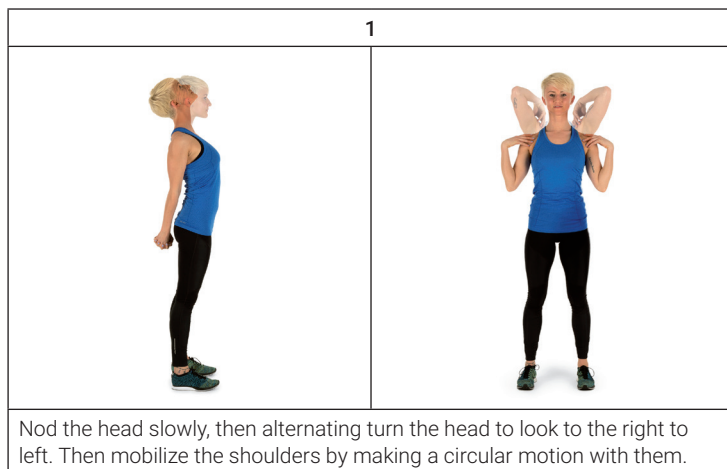 1
Nod the head slowly, then alternating turn the head to look to the right to
left. Then mobilize the shoulders by making a circular motion with them.